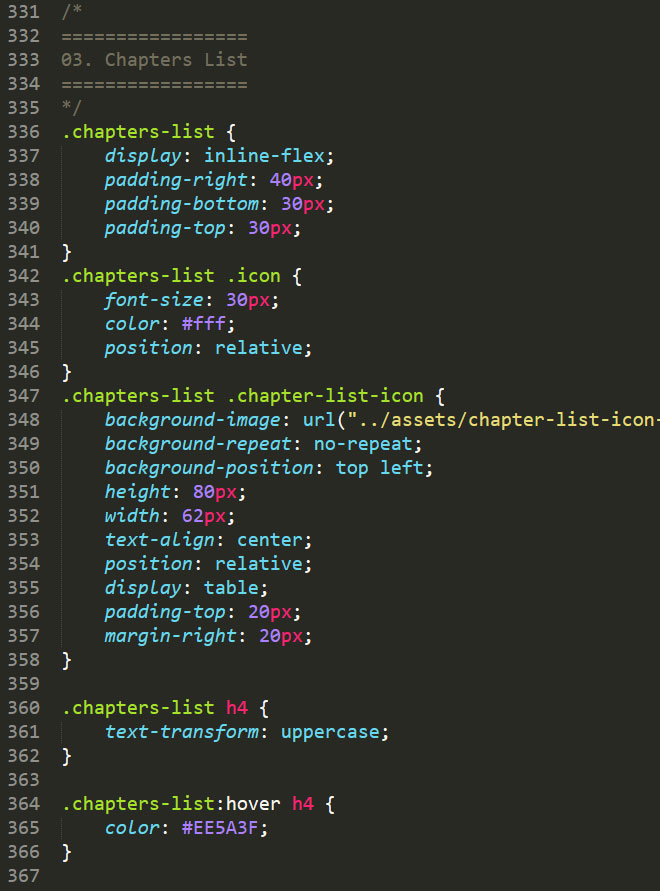 331 /*
332 =================
333 03. Chapters List
334 =================
335 */
336 .chapters-list {
337     display: inline-flex;
338     padding-right: 40px;
339     padding-bottom: 30px;
340     padding-top: 30px;
341 }
342 .chapters-list .icon {
343     font-size: 30px;
344     color: #fff;
345     position: relative;
346 }
347 .chapters-list .chapter-list-icon {
348     background-image: url("../assets/chapter-list-icon-
349     background-repeat: no-repeat;
350     background-position: top left;
351     height: 80px;
352     width: 62px;
353     text-align: center;
354     position: relative;
355     display: table;
356     padding-top: 20px;
357     margin-right: 20px;
358 }
359
360 .chapters-list h4 {
361     text-transform: uppercase;
362 }
363
364 .chapters-list:hover h4 {
365     color: #EE5A3F;
366 }
367